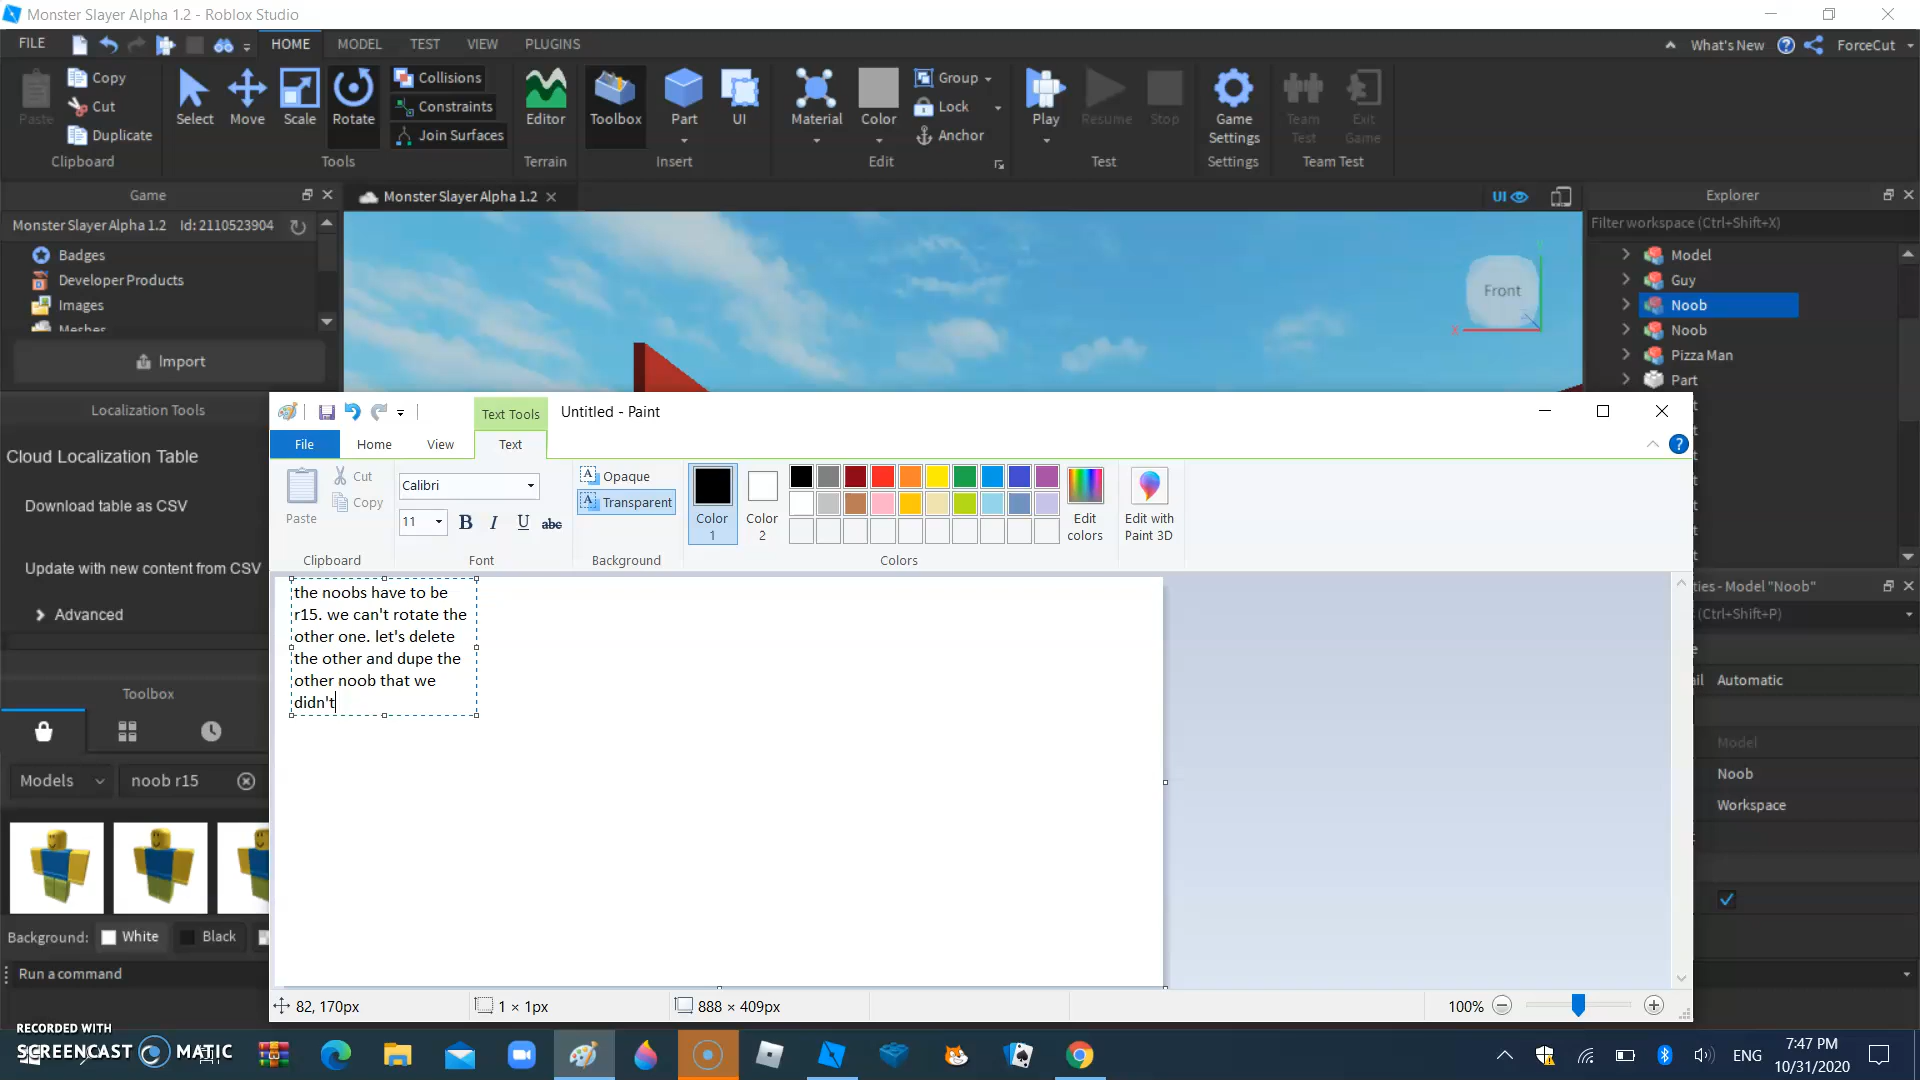 Monster Slayer Alpha 1.2 - Roblox Studio
FILE
HOME
MODEL
TEST
VIEW
PLUGINS
What's New
ForceCut
Paste
Copy
Cut
Duplicate
Clipboard
Select
Move
Scale
Rotate
Collisions
Constraints
Join Surfaces
Tools
Editor
Terrain
Toolbox
Part
UI
Insert
Material
Color
Group
Lock
Anchor
Edit
Play
Resume
Stop
Test
Game
Settings
Settings
Team
Test
Exit
Game
Team Test
Game
Monster Slayer Alpha 1.2
Explorer
Monster Slayer Alpha 1.2 Id: 2110523904
Badges
Developer Products
Images
Meshes
Import
UI
Front
X
Filter workspace (Ctrl+Shift+X)
Model
Guy
Noob
Noob
Pizza Man
Part
Localization Tools
Cloud Localization Table
Download table as CSV
Update with new content from CSV
Advanced
Toolbox
Models
noob r15
Background:
White
Black
Run a command
Text Tools
Untitled - Paint
File
Home
View
Text
Paste
Cut
Copy
Clipboard
Calibri
11
B I U abc
Font
Opaque
Transparent
Background
Color
1
Color
2
Colors
Edit
colors
Edit with
Paint 3D
the noobs have to be
r15. we can't rotate the
other one. let's delete
the other and dupe the
other noob that we
didn't
82, 170px
1 × 1px
888 × 409px
100%
ties - Model "Noob"
(Ctrl+Shift+P)
Automatic
Model
Noob
Workspace
RECORDED WITH
SCREENCAST MATIC
ENG
7:47 PM
10/31/2020